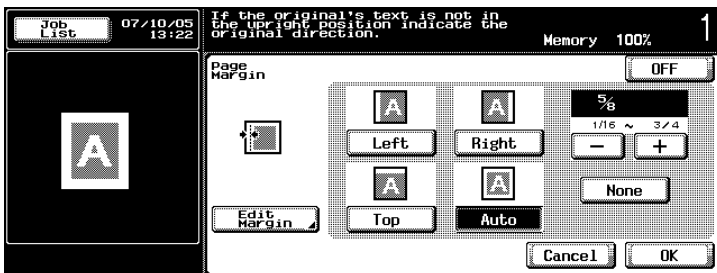 Job
List
07/10/05
13:22
If the original's text is not in
the upright position indicate the
original direction.
Memory 100%
1
Page
Margin
OFF
A
A
A
5/8
1/16 ~ 3/4
Left
Right
- +
A
A
None
Edit
Margin
Top
Auto
Cancel
OK